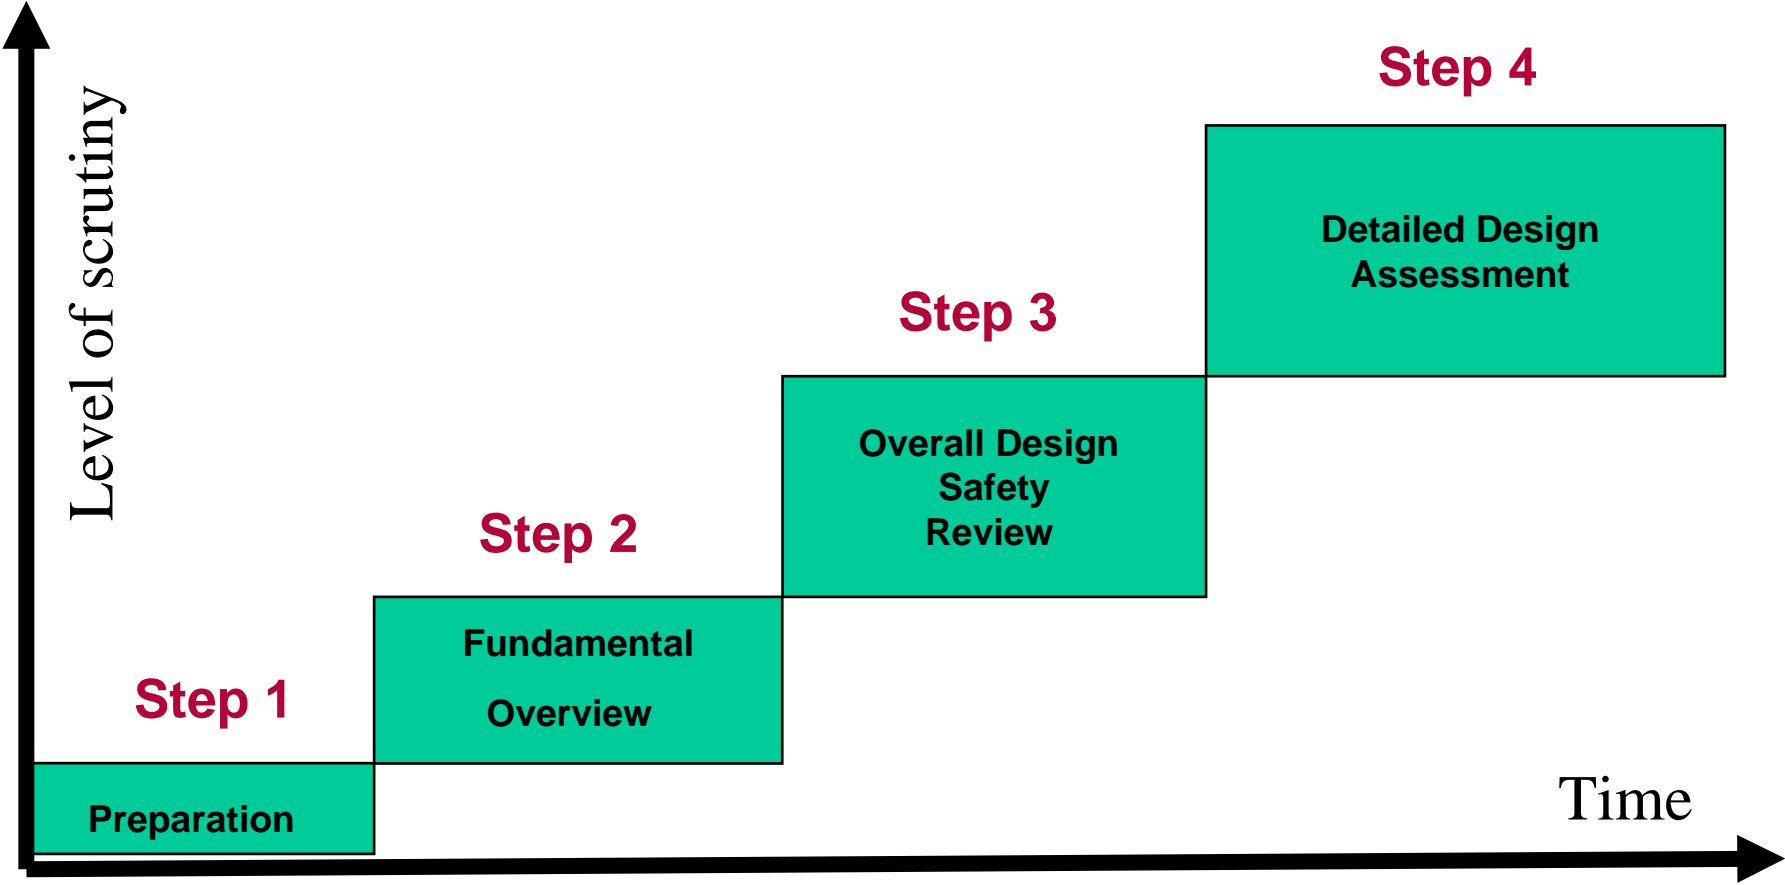 Level of scrutiny
Step 4
Detailed Design
Assessment
Step 3
Overall Design
Safety
Review
Step 2
Fundamental
Overview
Step 1
Preparation
Time